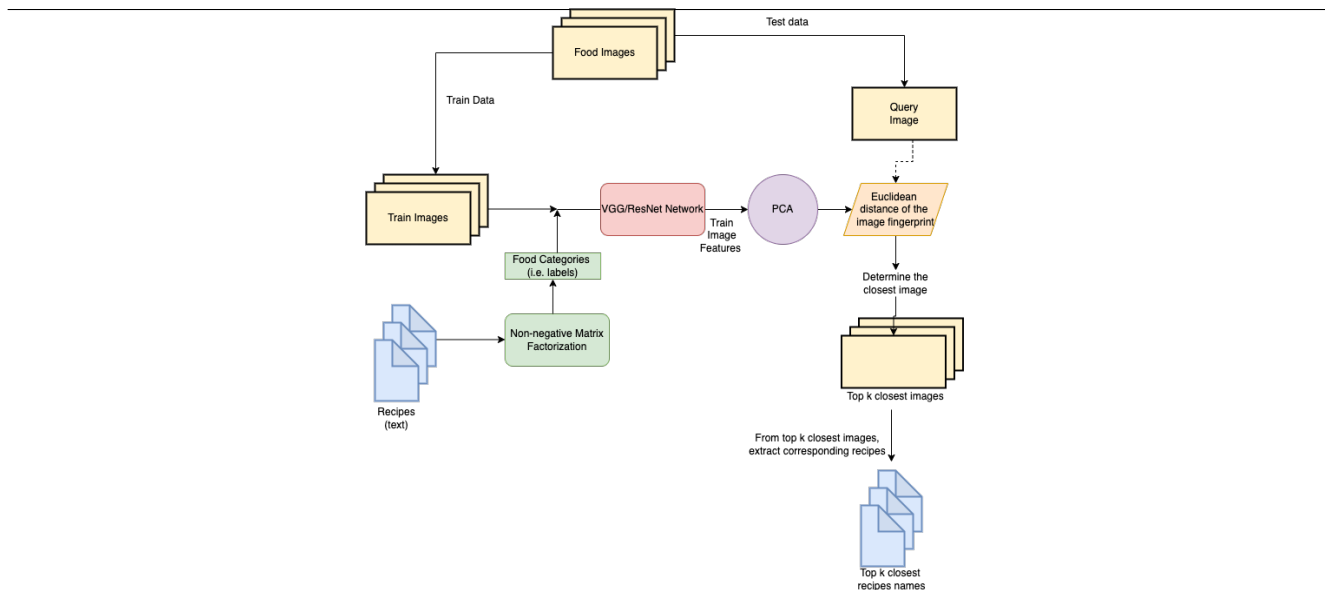 Test data
Food Images
Train Data
Query
Image
Train Images
VGG/ResNet Network
Train
Image
Features
PCA
Euclidean
distance of the
image fingerprint
Food Categories
(i.e. labels)
Determine the
closest image
Non-negative Matrix
Factorization
Recipes
(text)
Top k closest images
From top k closest images,
extract corresponding recipes
Top k closest
recipes names